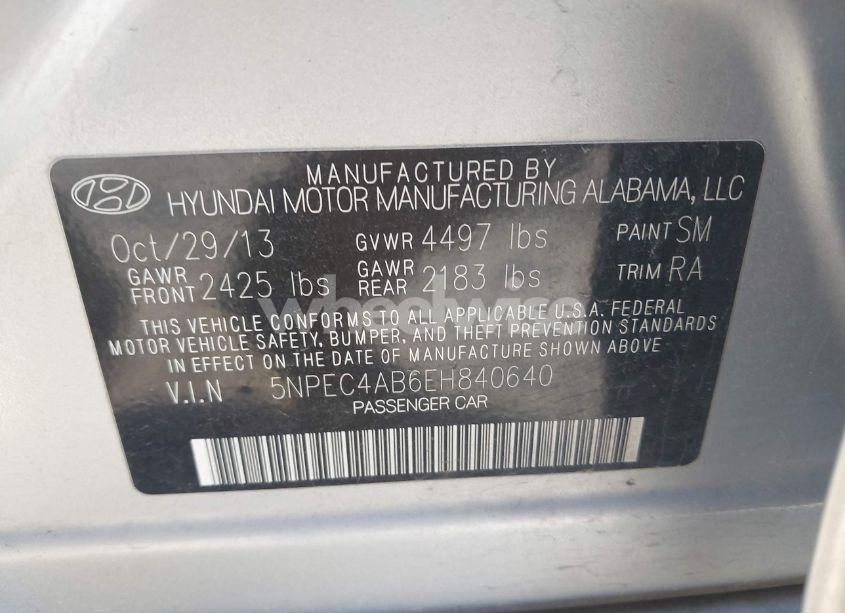 MANUFACTURED BY
HYUNDAI MOTOR MANUFACTURING ALABAMA, LLC
Oct/29/13 GVWR 4497 lbs PAINT SM
GAWR FRONT 2425 lbs GAWR REAR 2183 lbs TRIM RA
wheelwise
THIS VEHICLE CONFORMS TO ALL APPLICABLE U.S.A. FEDERAL
MOTOR VEHICLE SAFETY, BUMPER, AND THEFT PREVENTION STANDARDS
IN EFFECT ON THE DATE OF MANUFACTURE SHOWN ABOVE
V.I.N 5NPEC4AB6EH840640
PASSENGER CAR